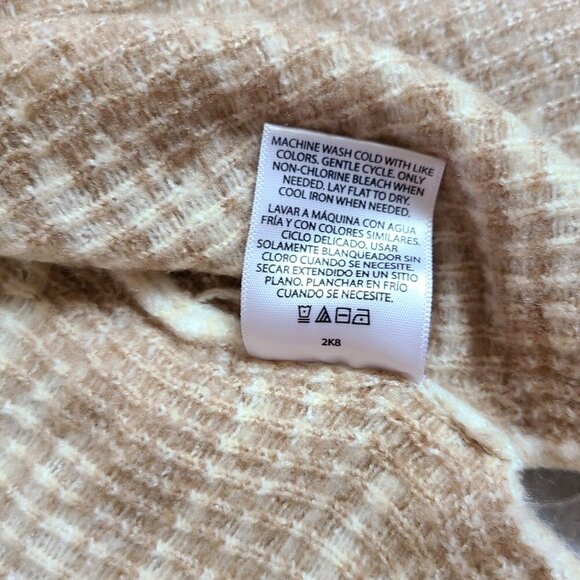 MACHINE WASH COLD WITH LIKE
COLORS. GENTLE CYCLE. ONLY
NON-CHLORINE BLEACH WHEN
NEEDED. LAY FLAT TO DRY.
COOL IRON WHEN NEEDED.
LAVAR A MÁQUINA CON AGUA
FRÍA Y CON COLORES SIMILARES.
CICLO DELICADO. USAR
SOLAMENTE BLANQUEADOR SIN
CLORO CUANDO SE NECESITE.
SECAR EXTENDIDO EN UN SITIO
PLANO. PLANCHAR EN FRÍO
CUANDO SE NECESITE.
2K8